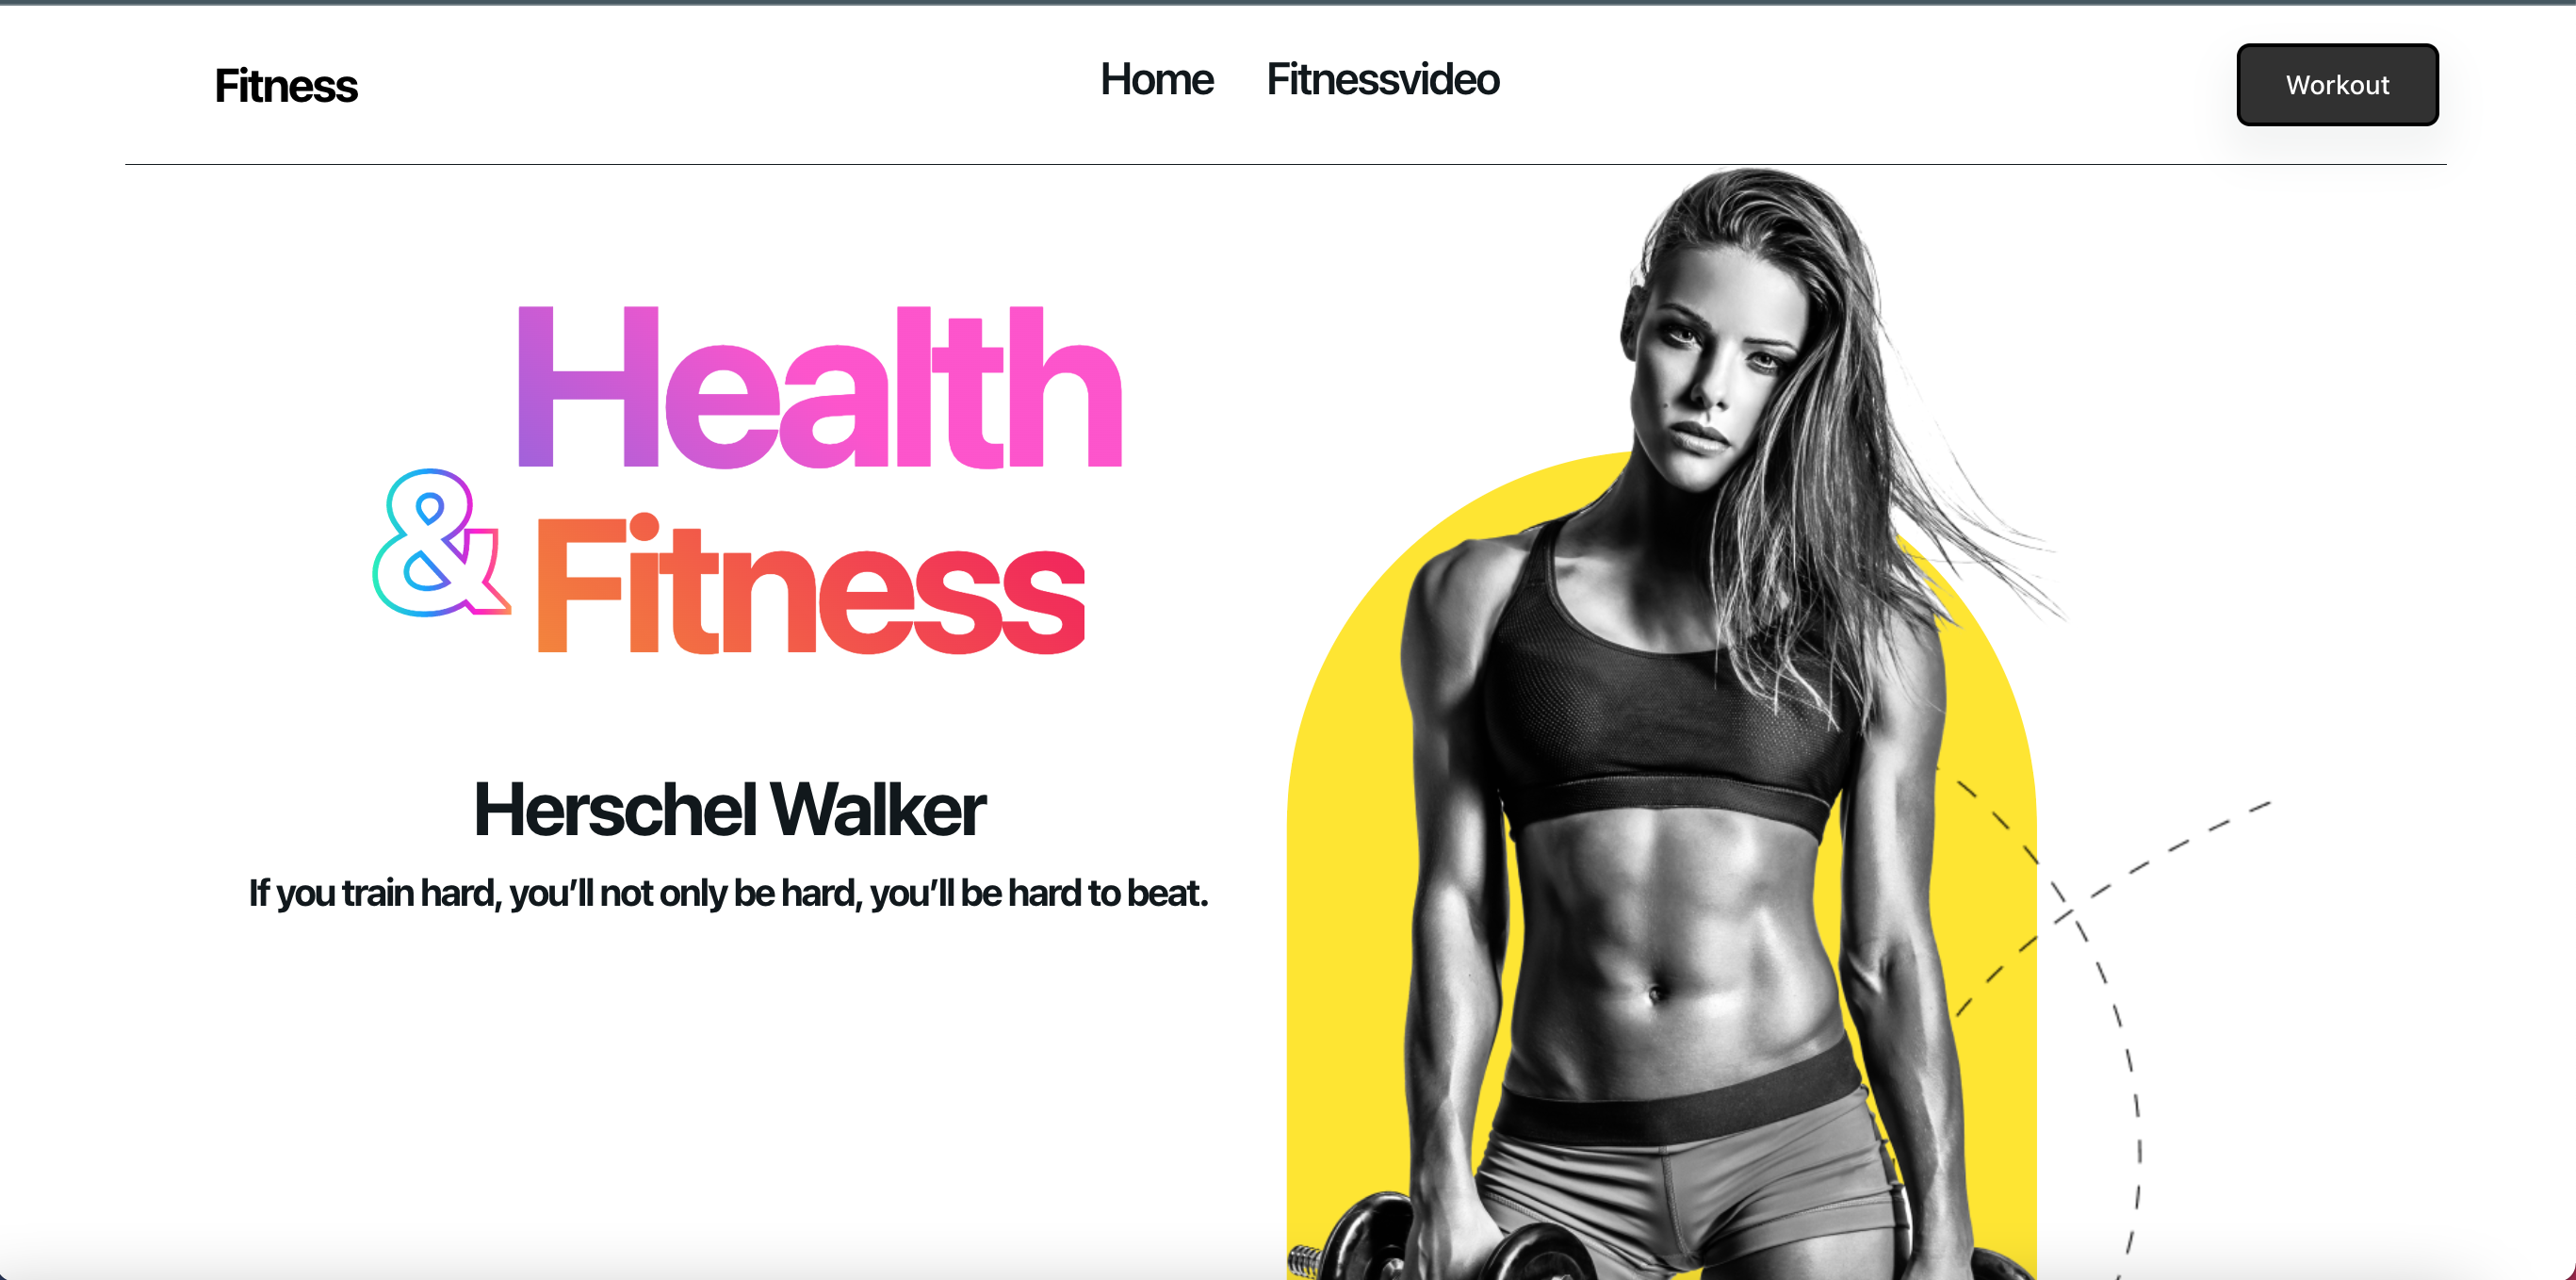 Fitness
Home Fitnessvideo
Workout
Health
& Fitness
Herschel Walker
If you train hard, you’ll not only be hard, you’ll be hard to beat.